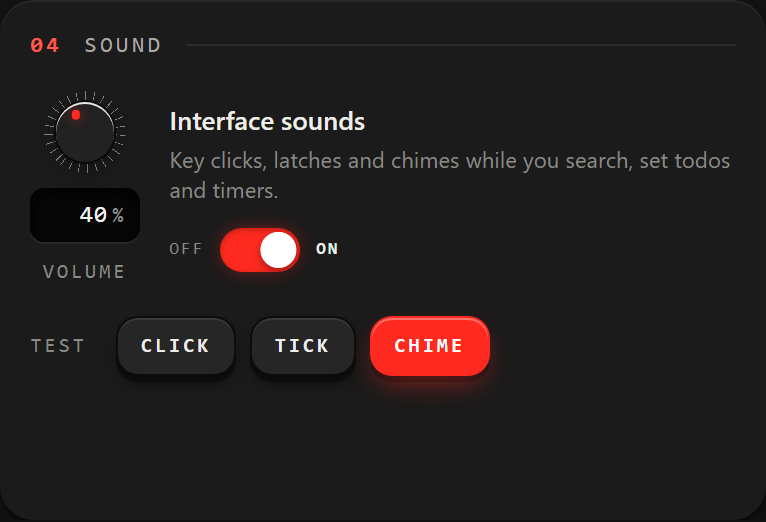 04 SOUND
Interface sounds
Key clicks, latches and chimes while you search, set todos
and timers.
40%
VOLUME
OFF ON
TEST CLICK TICK CHIME